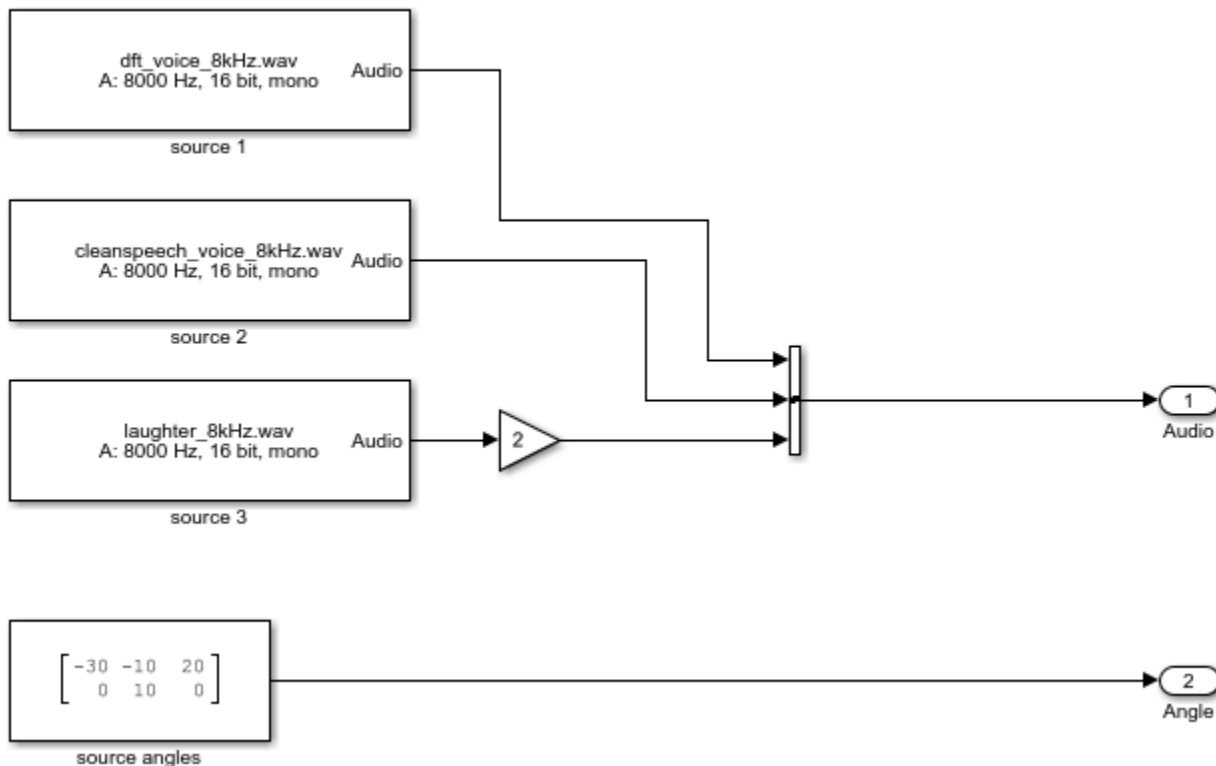 dft_voice_8kHz.wav
A: 8000 Hz, 16 bit, mono
Audio
source 1
cleanspeech_voice_8kHz.wav
A: 8000 Hz, 16 bit, mono
Audio
source 2
laughter_8kHz.wav
A: 8000 Hz, 16 bit, mono
Audio
source 3
2
1
Audio
-30 -10 20
0 10 0
source angles
2
Angle